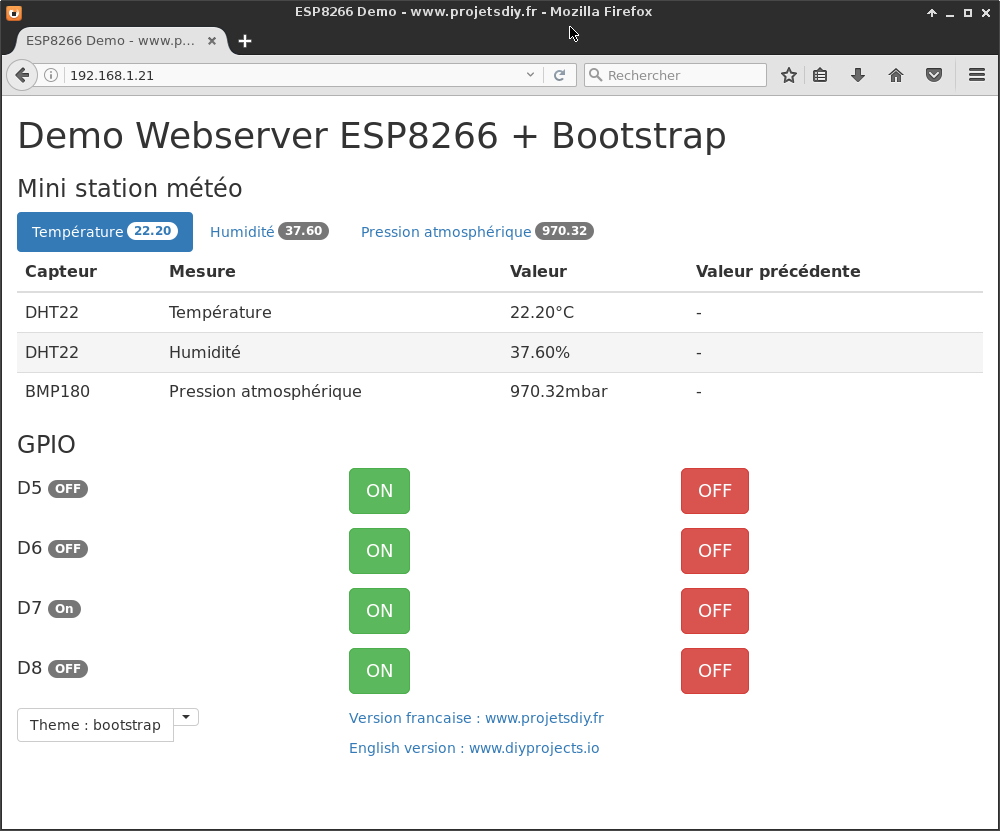 ESP8266 Demo - www.projetsdiy.fr - Mozilla Firefox
ESP8266 Demo - www.p...
192.168.1.21
Rechercher
Demo Webserver ESP8266 + Bootstrap
Mini station météo
Température 22.20 Humidité 37.60 Pression atmosphérique 970.32
Capteur Mesure Valeur Valeur précédente
DHT22 Température 22.20°C -
DHT22 Humidité 37.60% -
BMP180 Pression atmosphérique 970.32mbar -
GPIO
D5 OFF ON OFF
D6 OFF ON OFF
D7 On ON OFF
D8 OFF ON OFF
Theme : bootstrap
Version francaise : www.projetsdiy.fr
English version : www.diyprojects.io